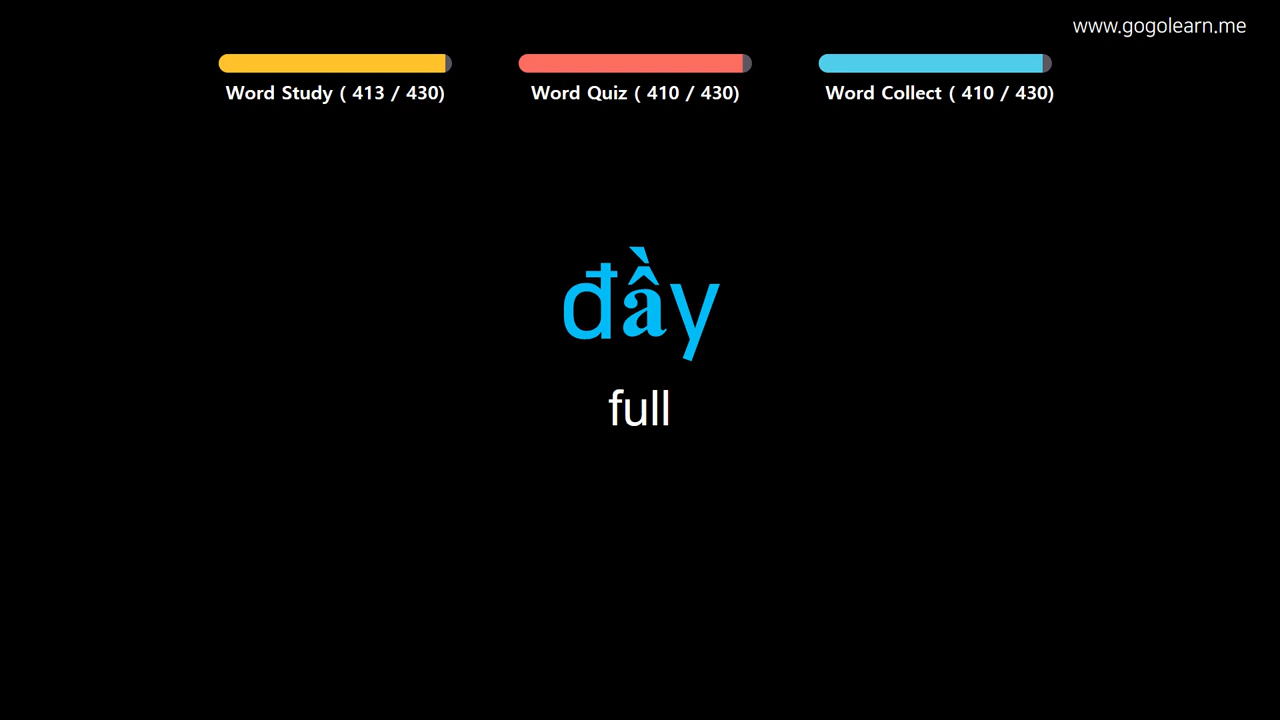 www.gogolearn.me
Word Study ( 413 / 430)
Word Quiz ( 410 / 430)
Word Collect ( 410 / 430)
đầy
full